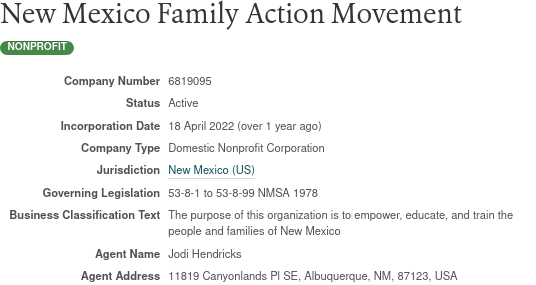 New Mexico Family Action Movement
NONPROFIT
Company Number 6819095
Status Active
Incorporation Date 18 April 2022 (over 1 year ago)
Company Type Domestic Nonprofit Corporation
Jurisdiction New Mexico (US)
Governing Legislation 53-8-1 to 53-8-99 NMSA 1978
Business Classification Text The purpose of this organization is to empower, educate, and train the
people and families of New Mexico
Agent Name Jodi Hendricks
Agent Address 11819 Canyonlands Pl SE, Albuquerque, NM, 87123, USA